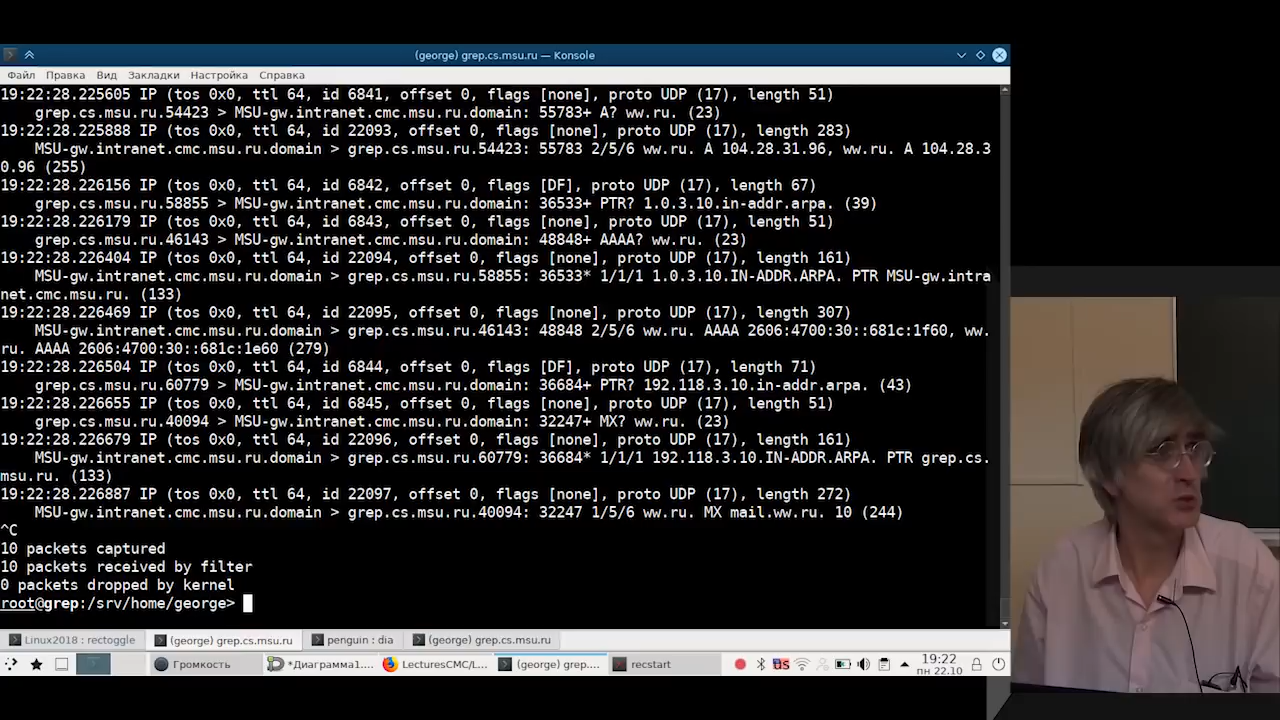 (george) grep.cs.msu.ru — Konsole
Файл Правка Вид Закладки Настройка Справка
19:22:28.225605 IP (tos 0x0, ttl 64, id 6841, offset 0, flags [none], proto UDP (17), length 51)
grep.cs.msu.ru.54423 > MSU-gw.intranet.cmc.msu.ru.domain: 55783+ A? ww.ru. (23)
19:22:28.225888 IP (tos 0x0, ttl 64, id 22093, offset 0, flags [none], proto UDP (17), length 283)
MSU-gw.intranet.cmc.msu.ru.domain > grep.cs.msu.ru.54423: 55783 2/5/6 ww.ru. A 104.28.31.96, ww.ru. A 104.28.3
0.96 (255)
19:22:28.226156 IP (tos 0x0, ttl 64, id 6842, offset 0, flags [DF], proto UDP (17), length 67)
grep.cs.msu.ru.58855 > MSU-gw.intranet.cmc.msu.ru.domain: 36533+ PTR? 1.0.3.10.in-addr.arpa. (39)
19:22:28.226179 IP (tos 0x0, ttl 64, id 6843, offset 0, flags [none], proto UDP (17), length 51)
grep.cs.msu.ru.46143 > MSU-gw.intranet.cmc.msu.ru.domain: 48848+ AAAA? ww.ru. (23)
19:22:28.226404 IP (tos 0x0, ttl 64, id 22094, offset 0, flags [none], proto UDP (17), length 161)
MSU-gw.intranet.cmc.msu.ru.domain > grep.cs.msu.ru.58855: 36533* 1/1/1 1.0.3.10.IN-ADDR.ARPA. PTR MSU-gw.intra
net.cmc.msu.ru. (133)
19:22:28.226469 IP (tos 0x0, ttl 64, id 22095, offset 0, flags [none], proto UDP (17), length 307)
MSU-gw.intranet.cmc.msu.ru.domain > grep.cs.msu.ru.46143: 48848 2/5/6 ww.ru. AAAA 2606:4700:30::681c:1f60, ww.
ru. AAAA 2606:4700:30::681c:1e60 (279)
19:22:28.226504 IP (tos 0x0, ttl 64, id 6844, offset 0, flags [DF], proto UDP (17), length 71)
grep.cs.msu.ru.60779 > MSU-gw.intranet.cmc.msu.ru.domain: 36684+ PTR? 192.118.3.10.in-addr.arpa. (43)
19:22:28.226655 IP (tos 0x0, ttl 64, id 6845, offset 0, flags [none], proto UDP (17), length 51)
grep.cs.msu.ru.40094 > MSU-gw.intranet.cmc.msu.ru.domain: 32247+ MX? ww.ru. (23)
19:22:28.226679 IP (tos 0x0, ttl 64, id 22096, offset 0, flags [none], proto UDP (17), length 161)
MSU-gw.intranet.cmc.msu.ru.domain > grep.cs.msu.ru.60779: 36684* 1/1/1 192.118.3.10.IN-ADDR.ARPA. PTR grep.cs.
msu.ru. (133)
19:22:28.226887 IP (tos 0x0, ttl 64, id 22097, offset 0, flags [none], proto UDP (17), length 272)
MSU-gw.intranet.cmc.msu.ru.domain > grep.cs.msu.ru.40094: 32247 1/5/6 ww.ru. MX mail.ww.ru. 10 (244)
^C
10 packets captured
10 packets received by filter
0 packets dropped by kernel
root@grep:/srv/home/george>
Linux2018 : rectoggle (george) grep.cs.msu.ru penguin : dia (george) grep.cs.msu.ru
Громкость *Диаграмма1.... LecturesCMC/L... (george) grep.... recstart US 19:22
пн 22.10